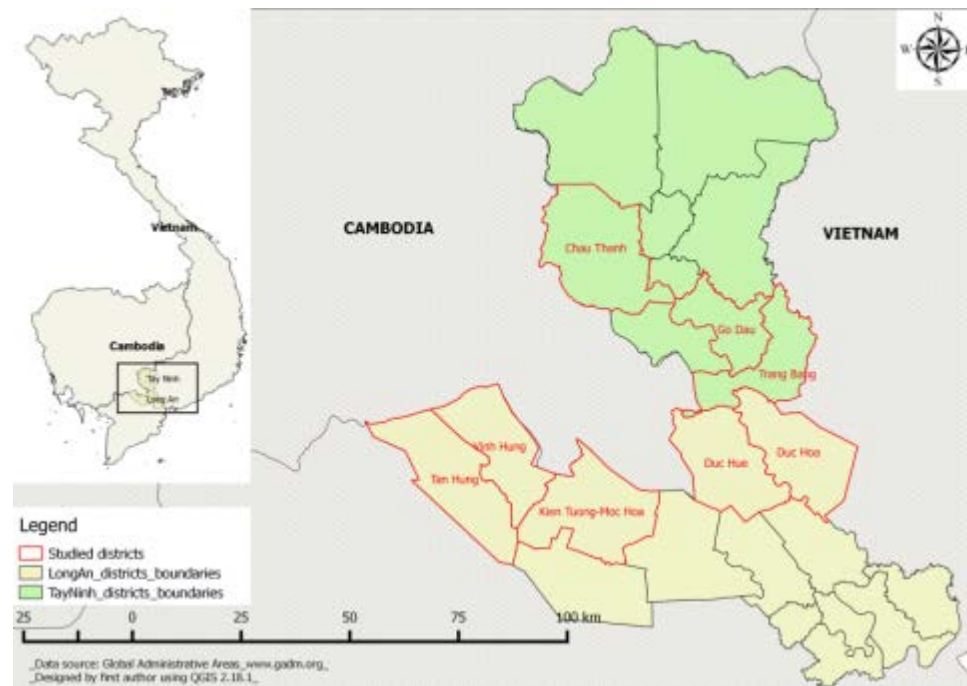 N
W
S
CAMBODIA
VIETNAM
Chau Thanh
Go Dau
Trang Bang
Vinh Hung
Tan Hung
Kien Tuong-Moc Hoa
Duc Hue
Duc Hoa
Vietnam
Cambodia
Tay Ninh
Long An
Legend
Studied districts
LongAn_districts_boundaries
TayNinh_districts_boundaries
25 0 25 50 75 100 km
_Data source: Global Administrative Areas_www.gadm.org_
_Designed by first author using QGIS 2.18.1_